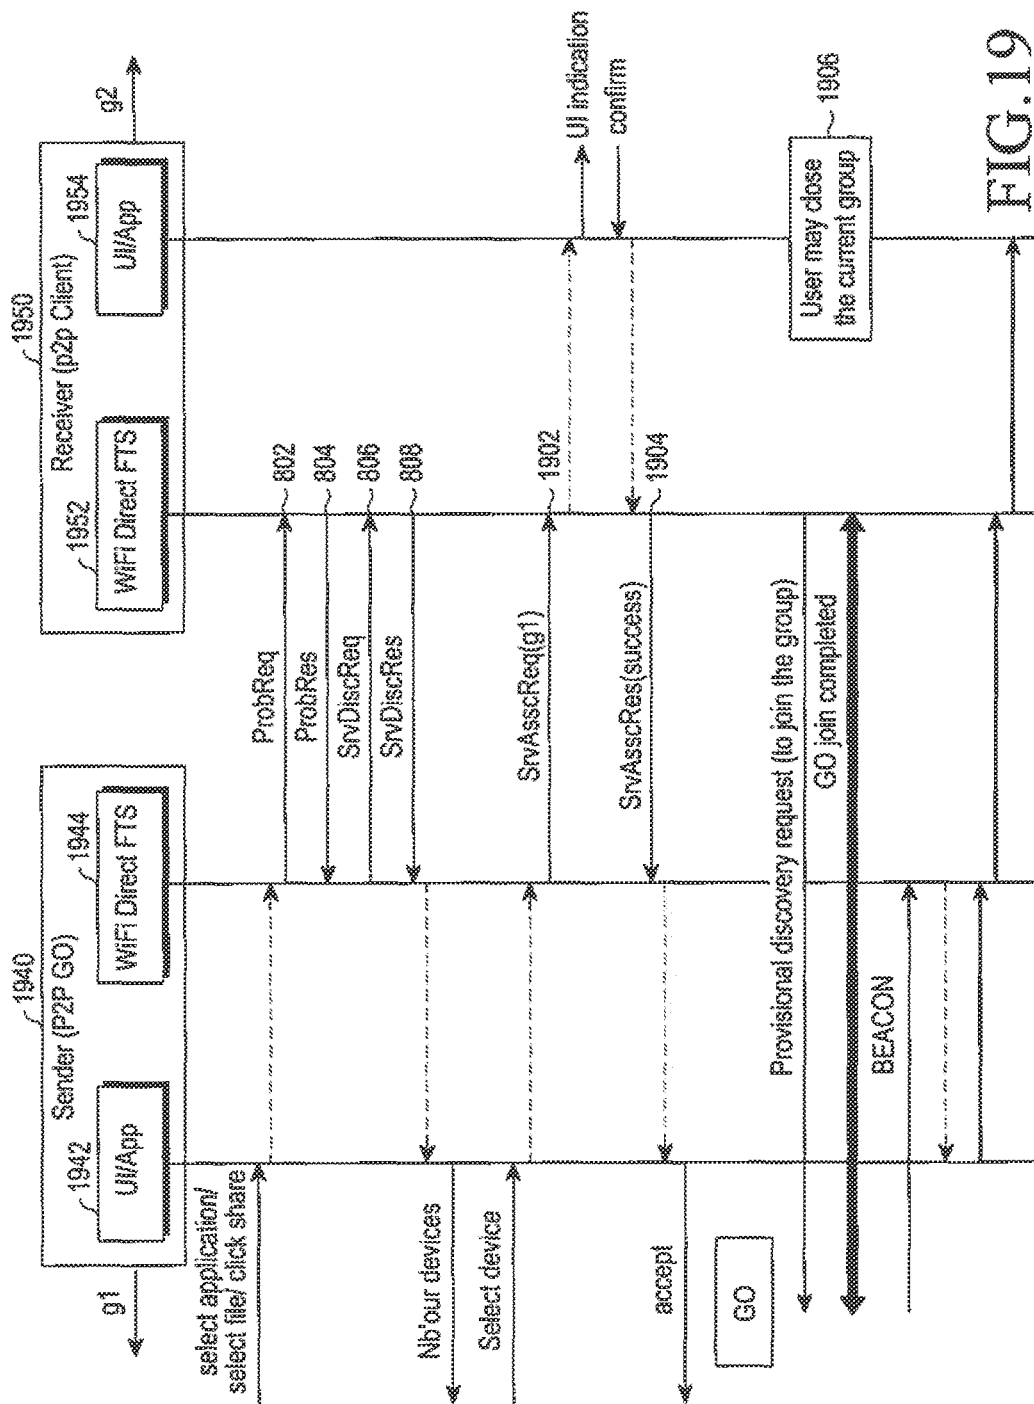 g1
1940
Sender (P2P GO)
1942
UI/App
1944
WiFi Direct FTS
1950
Receiver (p2p Client)
1952
WiFi Direct FTS
1954
UI/App
g2
select application/
select file/ click share
ProbReq
802
ProbRes
804
SrvDiscReq
806
SrvDiscRes
808
Nb'our devices
Select device
SrvAsscReq(g1)
1902
UI indication
confirm
SrvAsscRes(success)
1904
accept
GO
Provisional discovery request (to join the group)
GO join completed
User may close
the current group
1906
BEACON
FIG.19